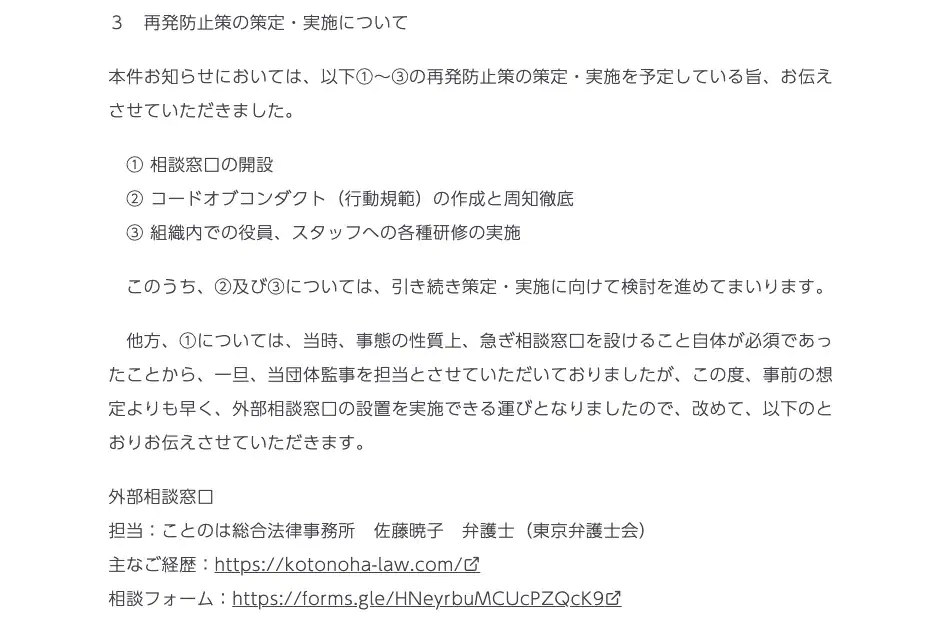 ３　再発防止策の策定・実施について
本件お知らせにおいては、以下①〜③の再発防止策の策定・実施を予定している旨、お伝え
させていただきました。
① 相談窓口の開設
② コードオブコンダクト（行動規範）の作成と周知徹底
③ 組織内での役員、スタッフへの各種研修の実施
このうち、②及び③については、引き続き策定・実施に向けて検討を進めてまいります。
他方、①については、当時、事態の性質上、急ぎ相談窓口を設けること自体が必須であっ
たことから、一旦、当団体監事を担当とさせていただいておりましたが、この度、事前の想
定よりも早く、外部相談窓口の設置を実施できる運びとなりましたので、改めて、以下のと
おりお伝えさせていただきます。
外部相談窓口
担当：ことのは総合法律事務所　佐藤暁子　弁護士（東京弁護士会）
主なご経歴：https://kotonoha-law.com/
相談フォーム：https://forms.gle/HNeyrbuMCUcPZQcK9